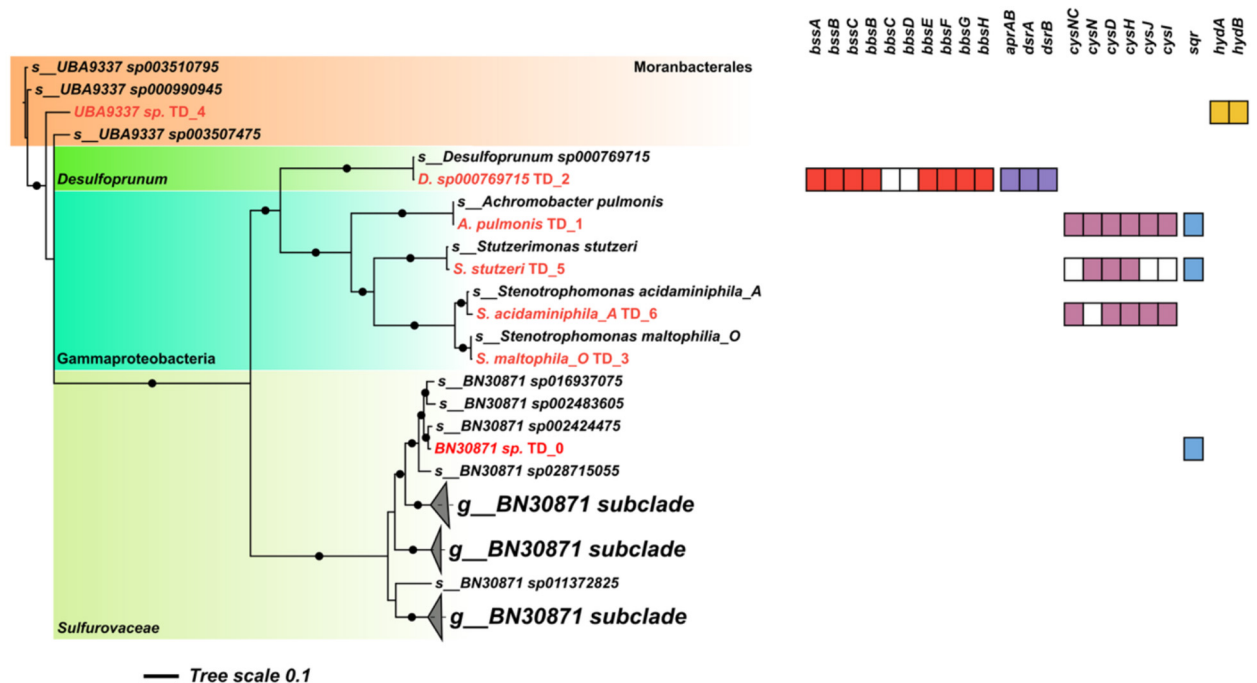 bssA bssB bssC bbsB bbsC bbsD bbsE bbsF bbsG bbsH aprAB dsrA dsrB cysNC cysN cysD cysH cysJ cysI sqr hydA hydB
s__UBA9337 sp003510795 Moranbacterales
s__UBA9337 sp000990945
UBA9337 sp. TD_4
s__UBA9337 sp003507475
s__Desulfoprunum sp000769715
Desulfoprunum D. sp000769715 TD_2
s__Achromobacter pulmonis
A. pulmonis TD_1
s__Stutzerimonas stutzeri
S. stutzeri TD_5
s__Stenotrophomonas acidaminiphila_A
S. acidaminiphila_A TD_6
s__Stenotrophomonas maltophilia_O
Gammaproteobacteria S. maltophila_O TD_3
s__BN30871 sp016937075
s__BN30871 sp002483605
s__BN30871 sp002424475
BN30871 sp. TD_0
s__BN30871 sp028715055
g__BN30871 subclade
g__BN30871 subclade
s__BN30871 sp011372825
g__BN30871 subclade
Sulfurovaceae
Tree scale 0.1